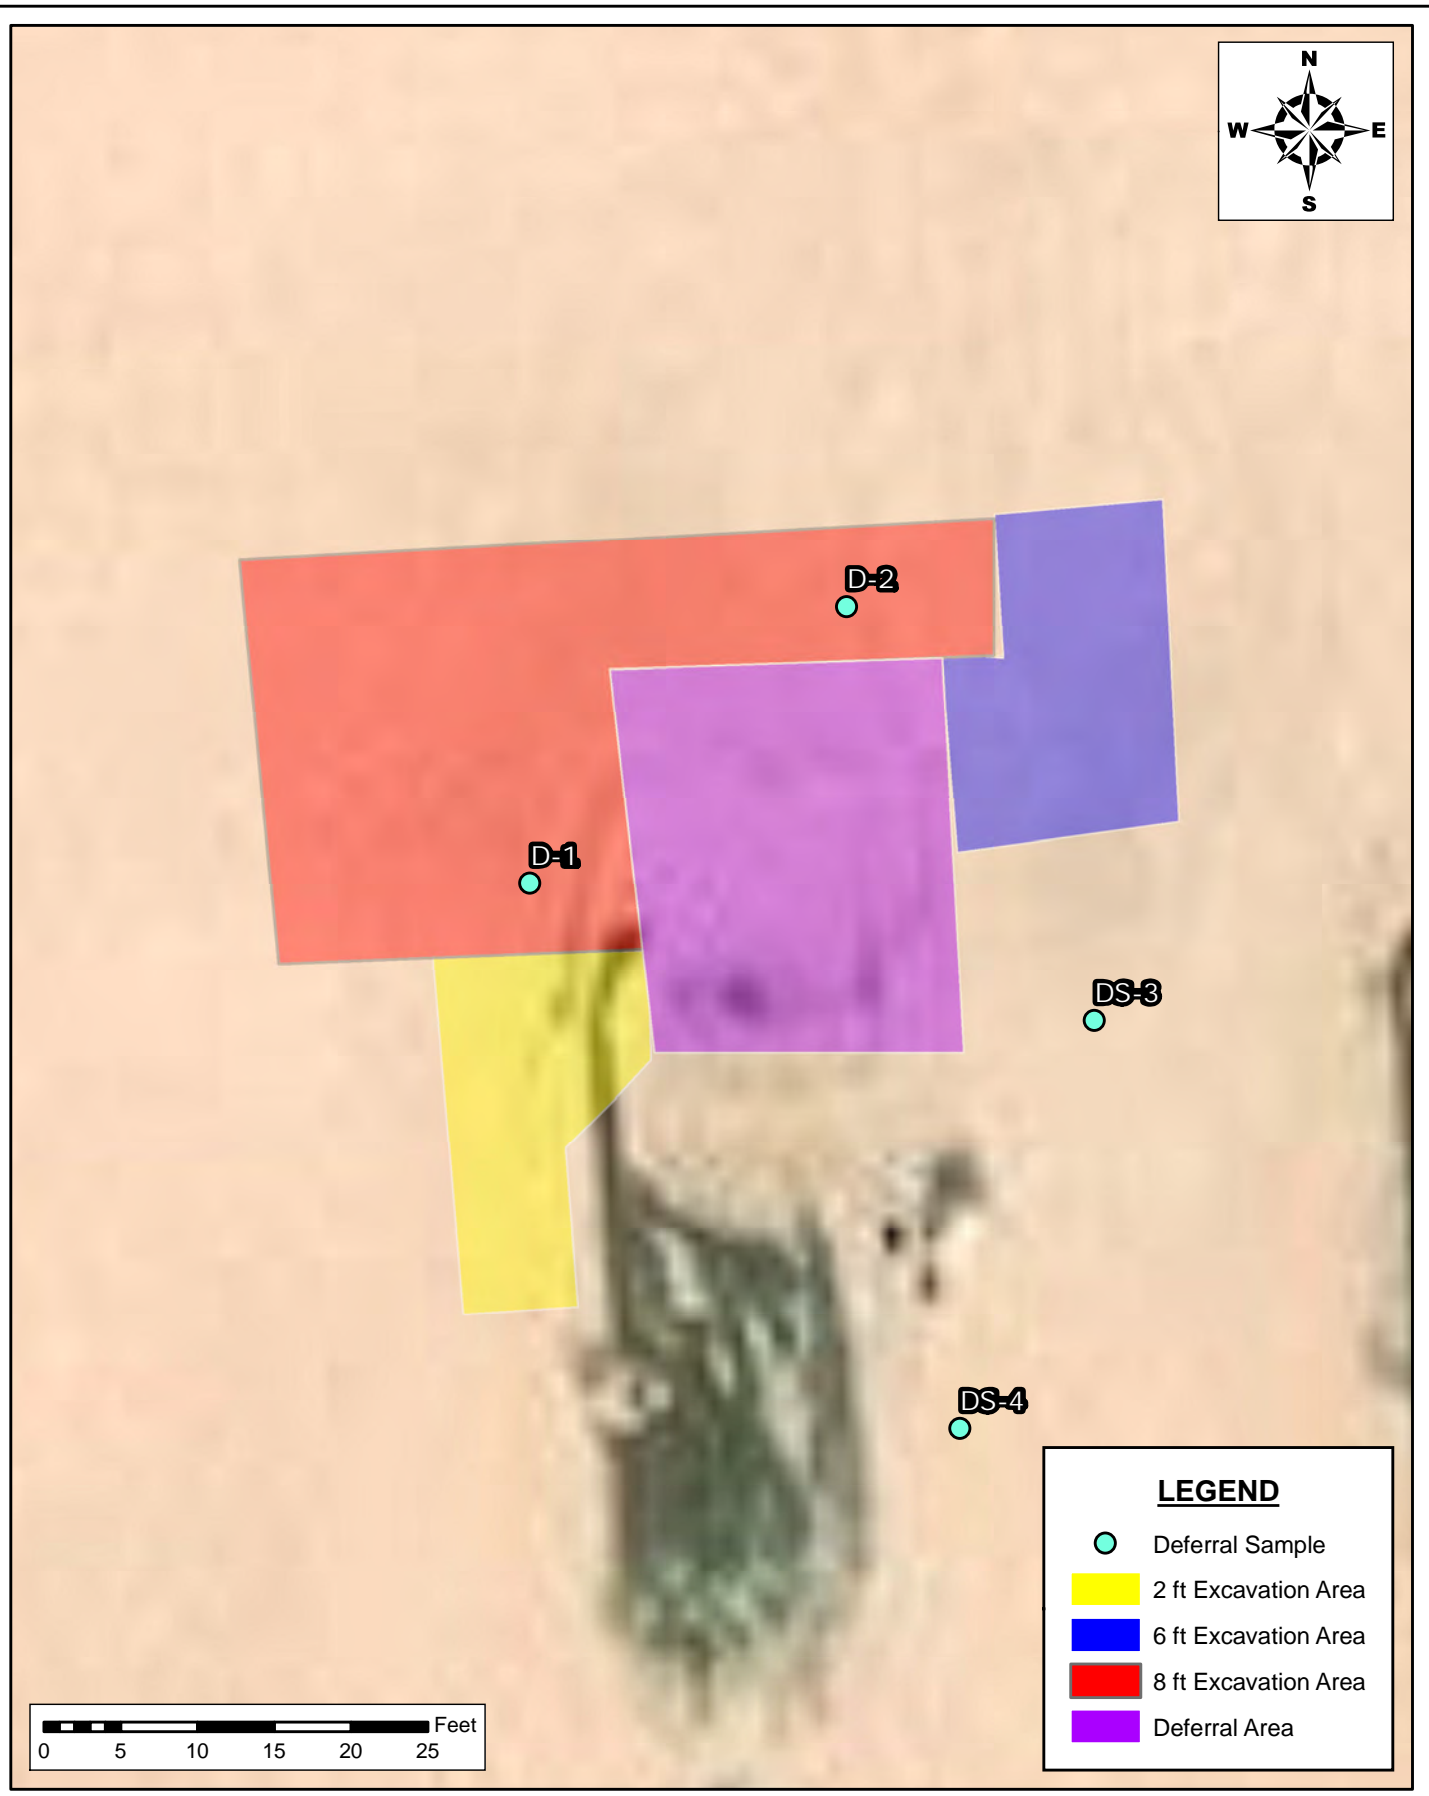 N
W E
S
D-2
D-1
DS-3
DS-4
LEGEND
Deferral Sample
2 ft Excavation Area
6 ft Excavation Area
8 ft Excavation Area
Deferral Area
Feet
0 5 10 15 20 25